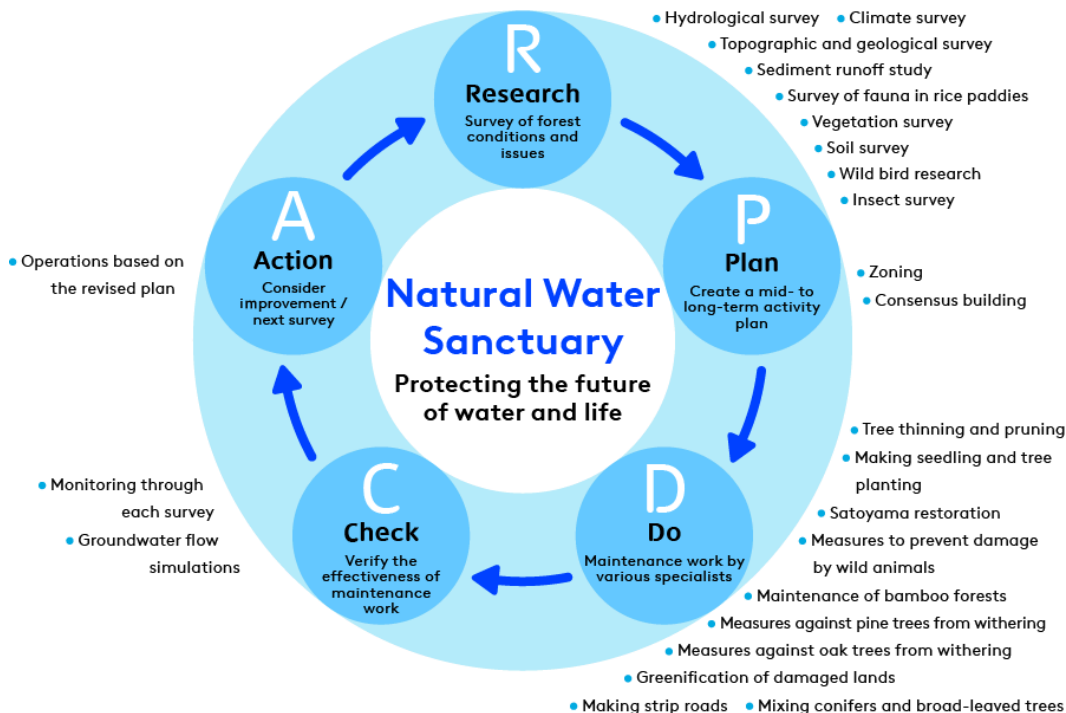 R
Research
Survey of forest
conditions and
issues
• Hydrological survey • Climate survey
• Topographic and geological survey
• Sediment runoff study
• Survey of fauna in rice paddies
• Vegetation survey
• Soil survey
• Wild bird research
• Insect survey
P
Plan
Create a mid- to
long-term activity
plan
• Zoning
• Consensus building
D
Do
Maintenance work by
various specialists
• Tree thinning and pruning
• Making seedling and tree
planting
• Satoyama restoration
• Measures to prevent damage
by wild animals
• Maintenance of bamboo forests
• Measures against pine trees from withering
• Measures against oak trees from withering
• Greenification of damaged lands
• Making strip roads • Mixing conifers and broad-leaved trees
C
Check
Verify the
effectiveness of
maintenance
work
• Monitoring through
each survey
• Groundwater flow
simulations
A
Action
Consider
improvement /
next survey
• Operations based on
the revised plan
Natural Water
Sanctuary
Protecting the future
of water and life